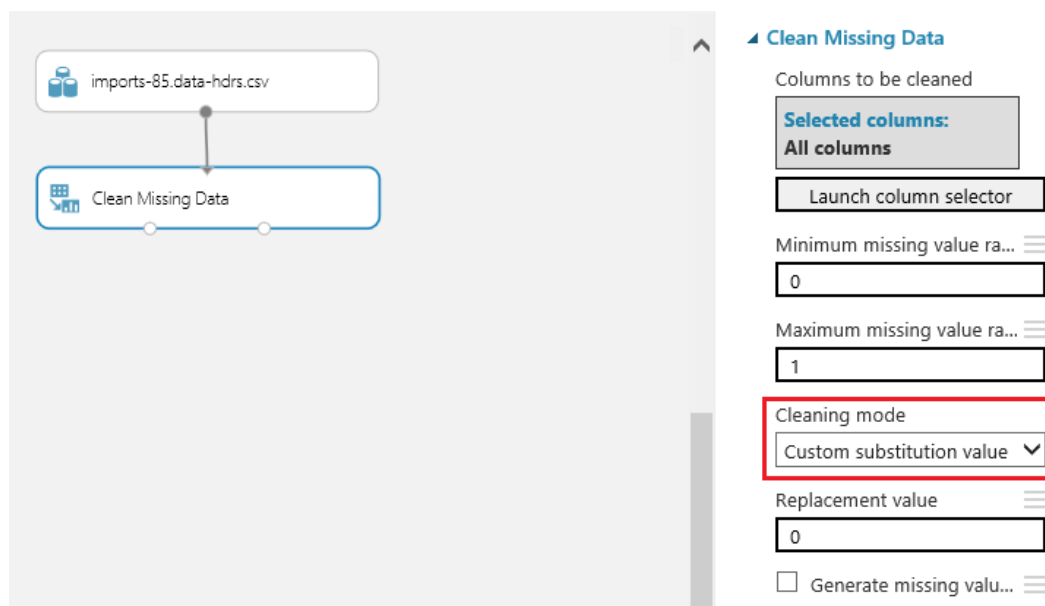 imports-85.data-hdrs.csv
Clean Missing Data
Clean Missing Data
Columns to be cleaned
Selected columns:
All columns
Launch column selector
Minimum missing value ra...
0
Maximum missing value ra...
1
Cleaning mode
Custom substitution value
Replacement value
0
Generate missing valu...